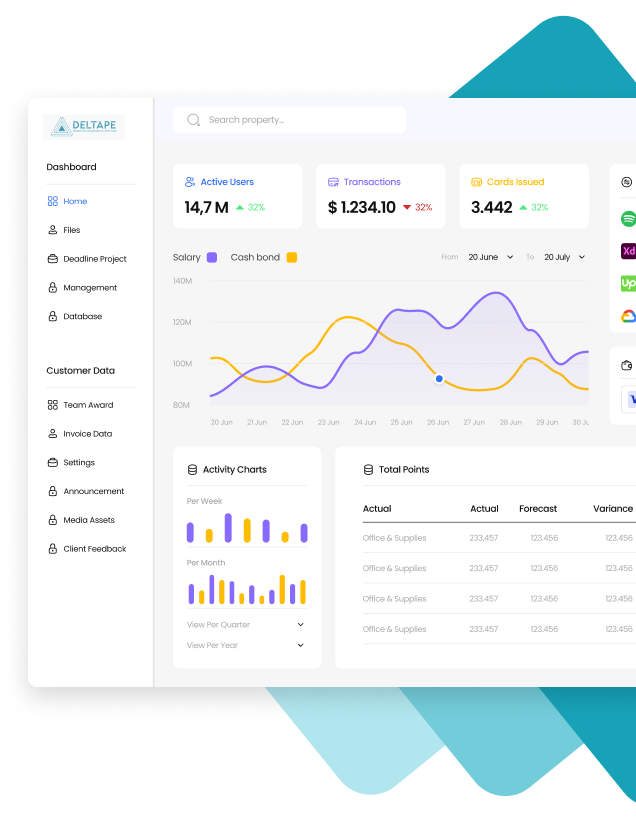 DELTAPE
Search property...
Dashboard
Home
Files
Deadline Project
Management
Database
Customer Data
Team Award
Invoice Data
Settings
Announcement
Media Assets
Client Feedback
Active Users
14,7 M 32%
Transactions
$ 1.234.10 32%
Cards Issued
3.442 32%
Salary Cash bond
From 20 June To 20 July
140M
120M
100M
80M
20 Jun 21 Jun 22 Jun 23 Jun 24 Jun 25 Jun 26 Jun 27 Jun 28 Jun 29 Jun 30 Ju
Xd
Up
V
Activity Charts
Per Week
Per Month
View Per Quarter
View Per Year
Total Points
Actual Actual Forecast Variance
Office & Supplies 233.457 123.456 123.456
Office & Supplies 233.457 123.456 123.456
Office & Supplies 233.457 123.456 123.456
Office & Supplies 233.457 123.456 123.456